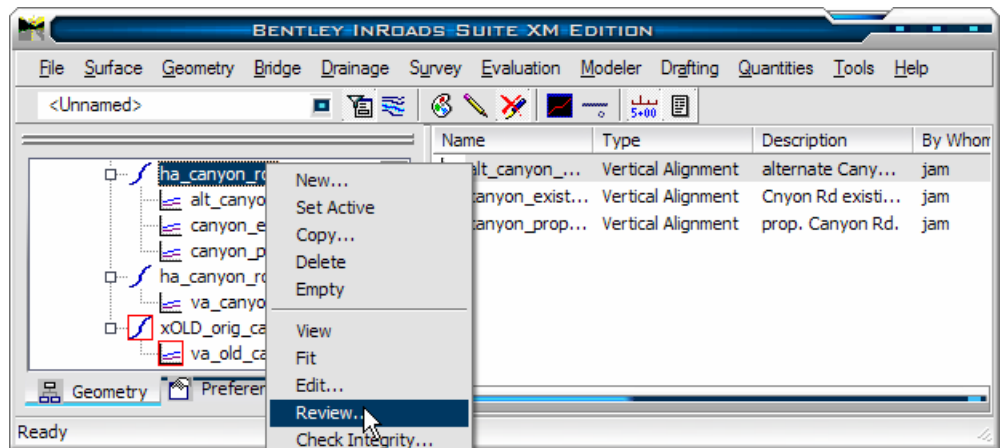 BENTLEY INROADS SUITE XM EDITION
File Surface Geometry Bridge Drainage Survey Evaluation Modeler Drafting Quantities Tools Help
<Unnamed>
5+00
Name Type Description By Whom
ha_canyon_ro
alt_canyo
canyon_e
canyon_p
ha_canyon_ro
va_canyo
xOLD_orig_ca
va_old_ca
alt_canyon_... Vertical Alignment alternate Cany... jam
canyon_exist... Vertical Alignment Cnyon Rd existi... jam
canyon_prop... Vertical Alignment prop. Canyon Rd. jam
New...
Set Active
Copy...
Delete
Empty
View
Fit
Edit...
Review...
Check Integrity...
Geometry Preferen
Ready